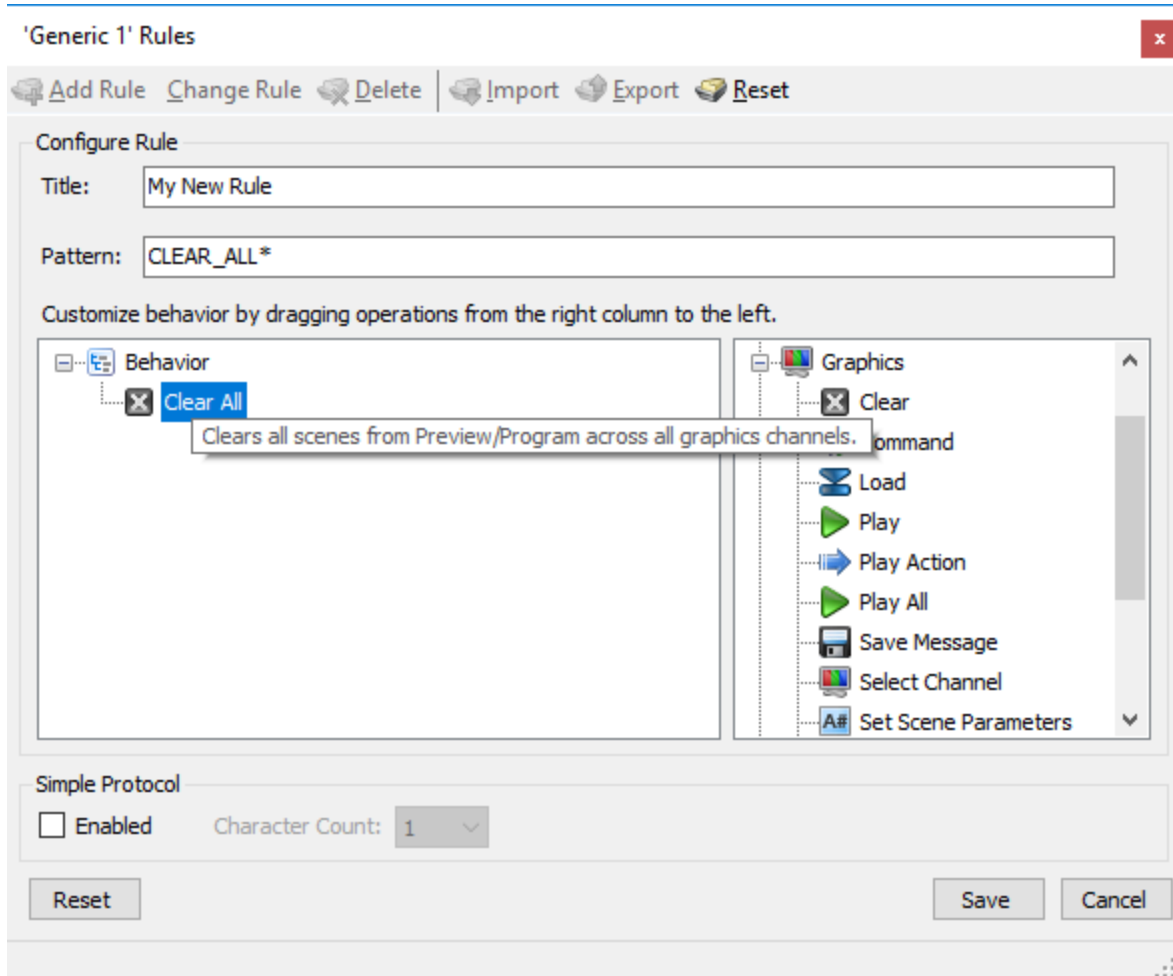 'Generic 1' Rules
x
Add Rule Change Rule Delete Import Export Reset
Configure Rule
Title: My New Rule
Pattern: CLEAR_ALL*
Customize behavior by dragging operations from the right column to the left.
Behavior
Clear All
Clears all scenes from Preview/Program across all graphics channels.
Graphics
Clear
ommand
Load
Play
Play Action
Play All
Save Message
Select Channel
A# Set Scene Parameters
Simple Protocol
Enabled Character Count: 1
Reset Save Cancel